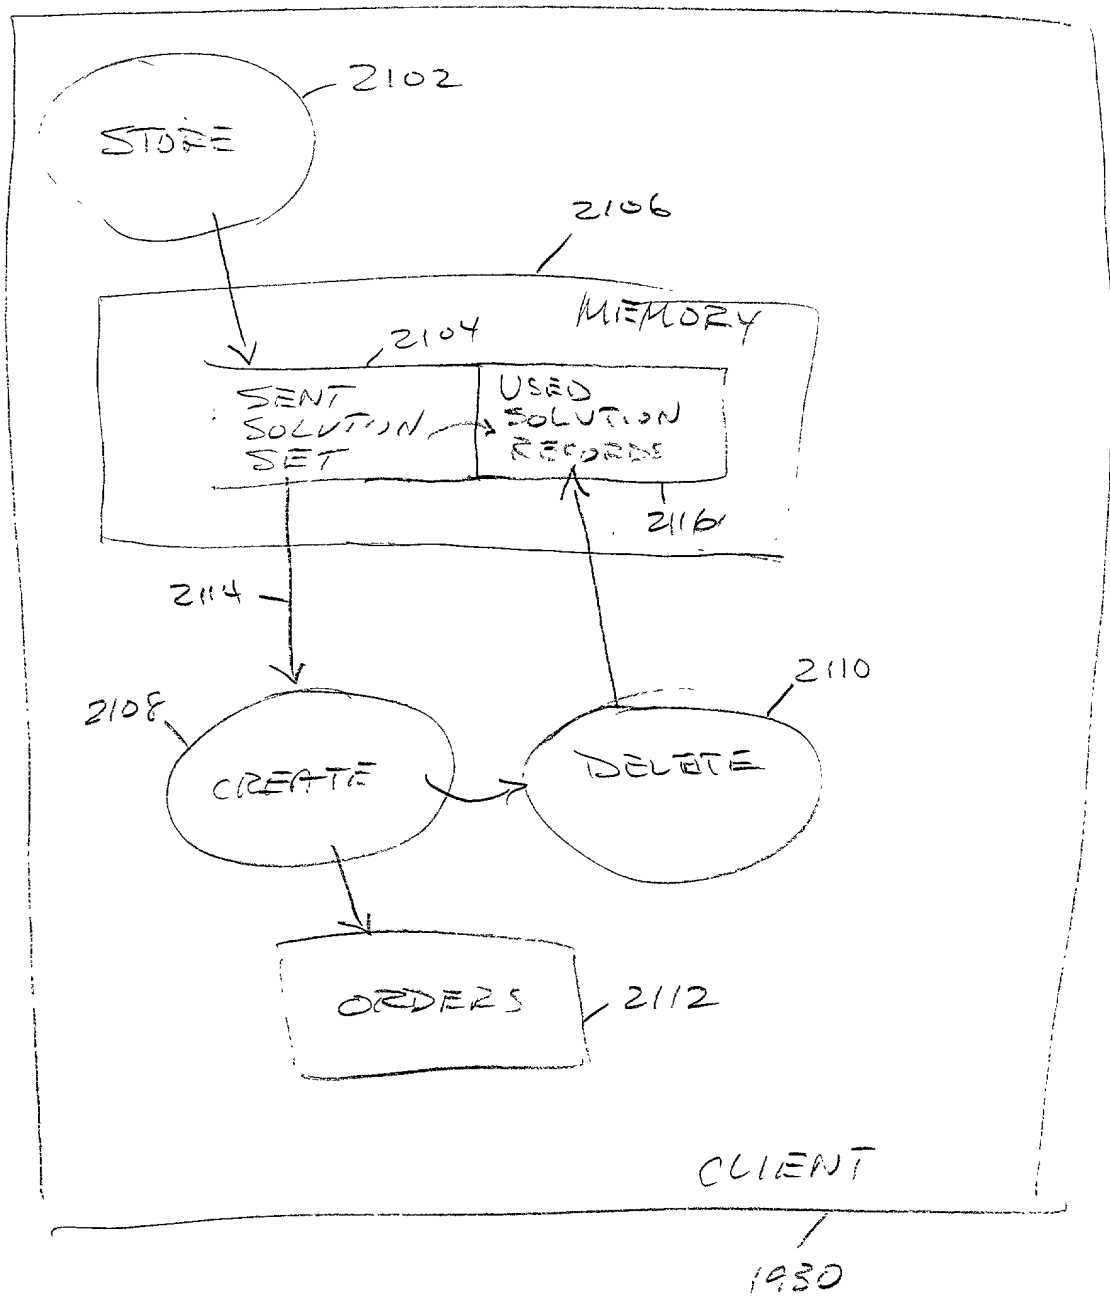 2102
STORE
2106
MEMORY
2104
SENT
SOLUTION
SET
USED
SOLUTION
RECORDS
2116
2114
2110
2108
CREATE
DELETE
ORDERS
2112
CLIENT
1930